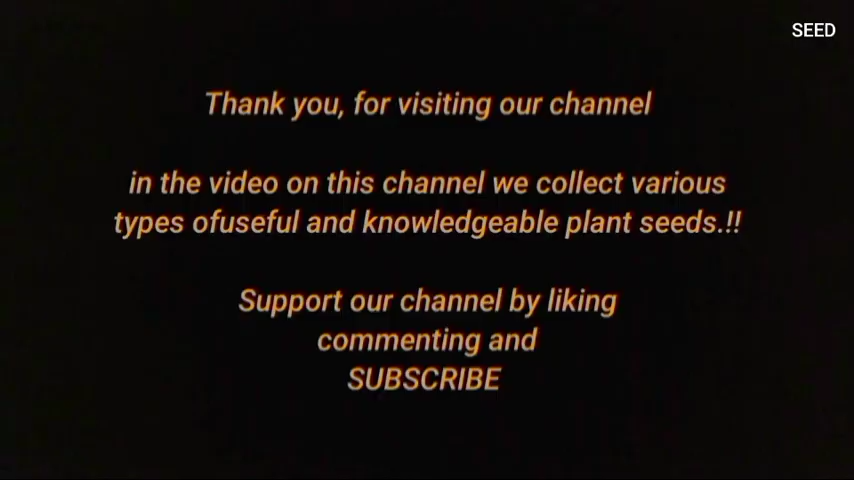 SEED
Thank you, for visiting our channel
in the video on this channel we collect various
types ofuseful and knowledgeable plant seeds.!!
Support our channel by liking
commenting and
SUBSCRIBE